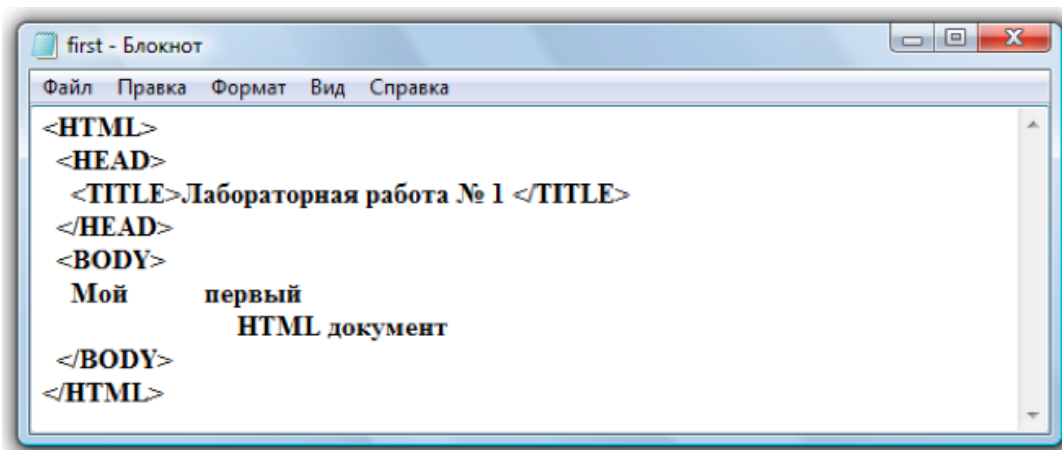 first - Блокнот
Файл Правка Формат Вид Справка
<HTML>
<HEAD>
<TITLE>Лабораторная работа № 1 </TITLE>
</HEAD>
<BODY>
Мой первый
HTML документ
</BODY>
</HTML>